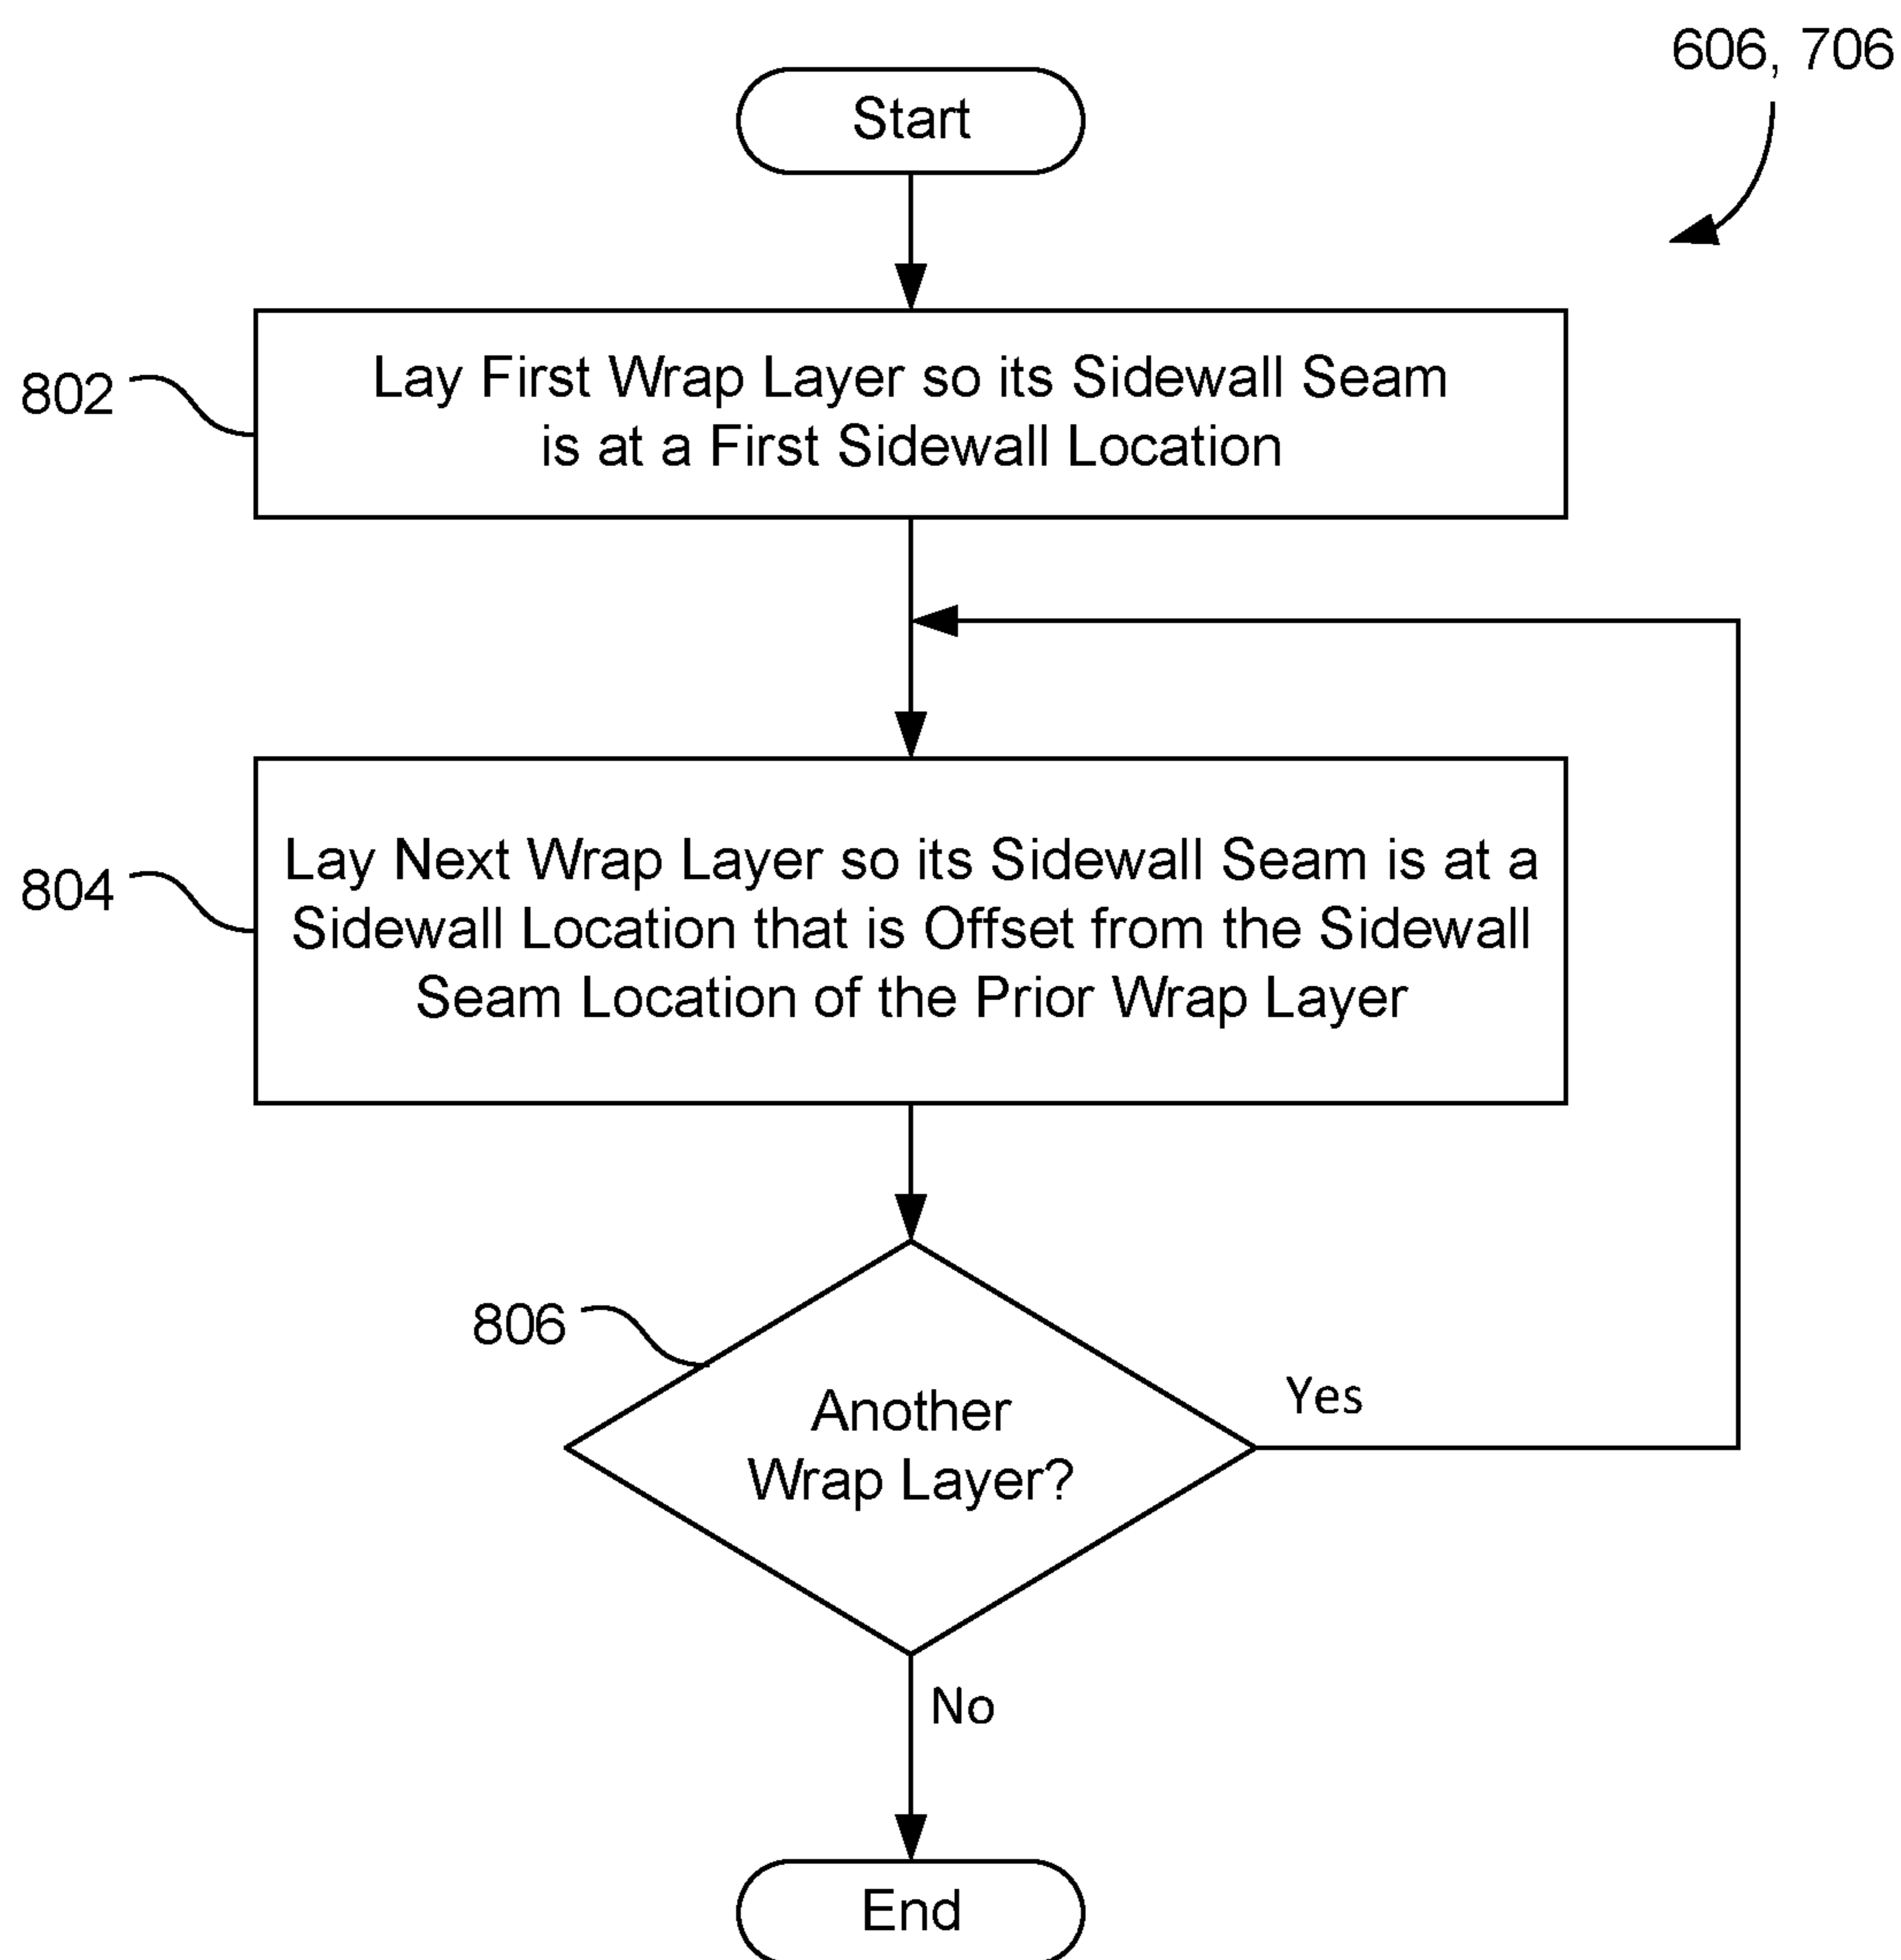 606, 706
Start
802
Lay First Wrap Layer so its Sidewall Seam
is at a First Sidewall Location
804
Lay Next Wrap Layer so its Sidewall Seam is at a
Sidewall Location that is Offset from the Sidewall
Seam Location of the Prior Wrap Layer
806
Another
Wrap Layer?
Yes
No
End